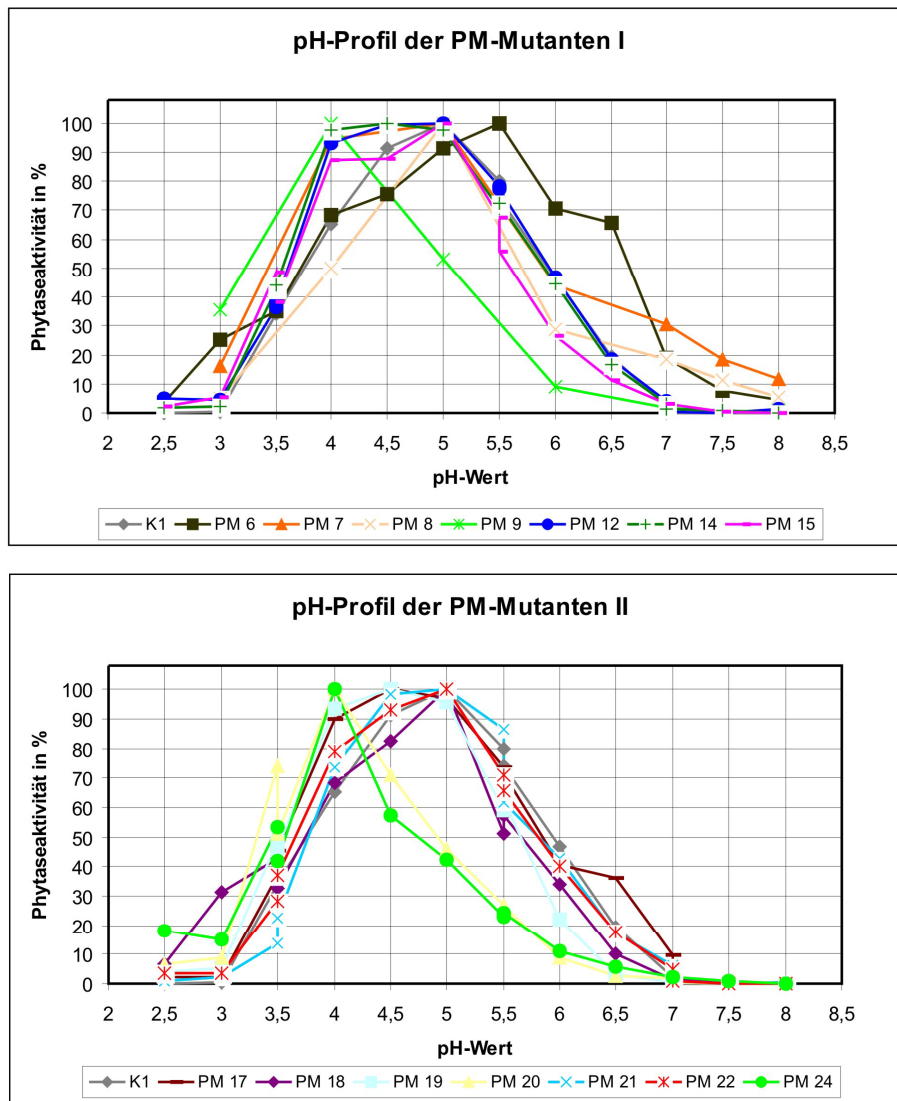 pH-Profil der PM-Mutanten I
Phytaseaktivität in %
100
90
80
70
60
50
40
30
20
10
0
2 2,5 3 3,5 4 4,5 5 5,5 6 6,5 7 7,5 8 8,5
pH-Wert
K1 PM 6 PM 7 PM 8 PM 9 PM 12 PM 14 PM 15
pH-Profil der PM-Mutanten II
Phytaseaktivität in %
100
90
80
70
60
50
40
30
20
10
0
2 2,5 3 3,5 4 4,5 5 5,5 6 6,5 7 7,5 8 8,5
pH-Wert
K1 PM 17 PM 18 PM 19 PM 20 PM 21 PM 22 PM 24